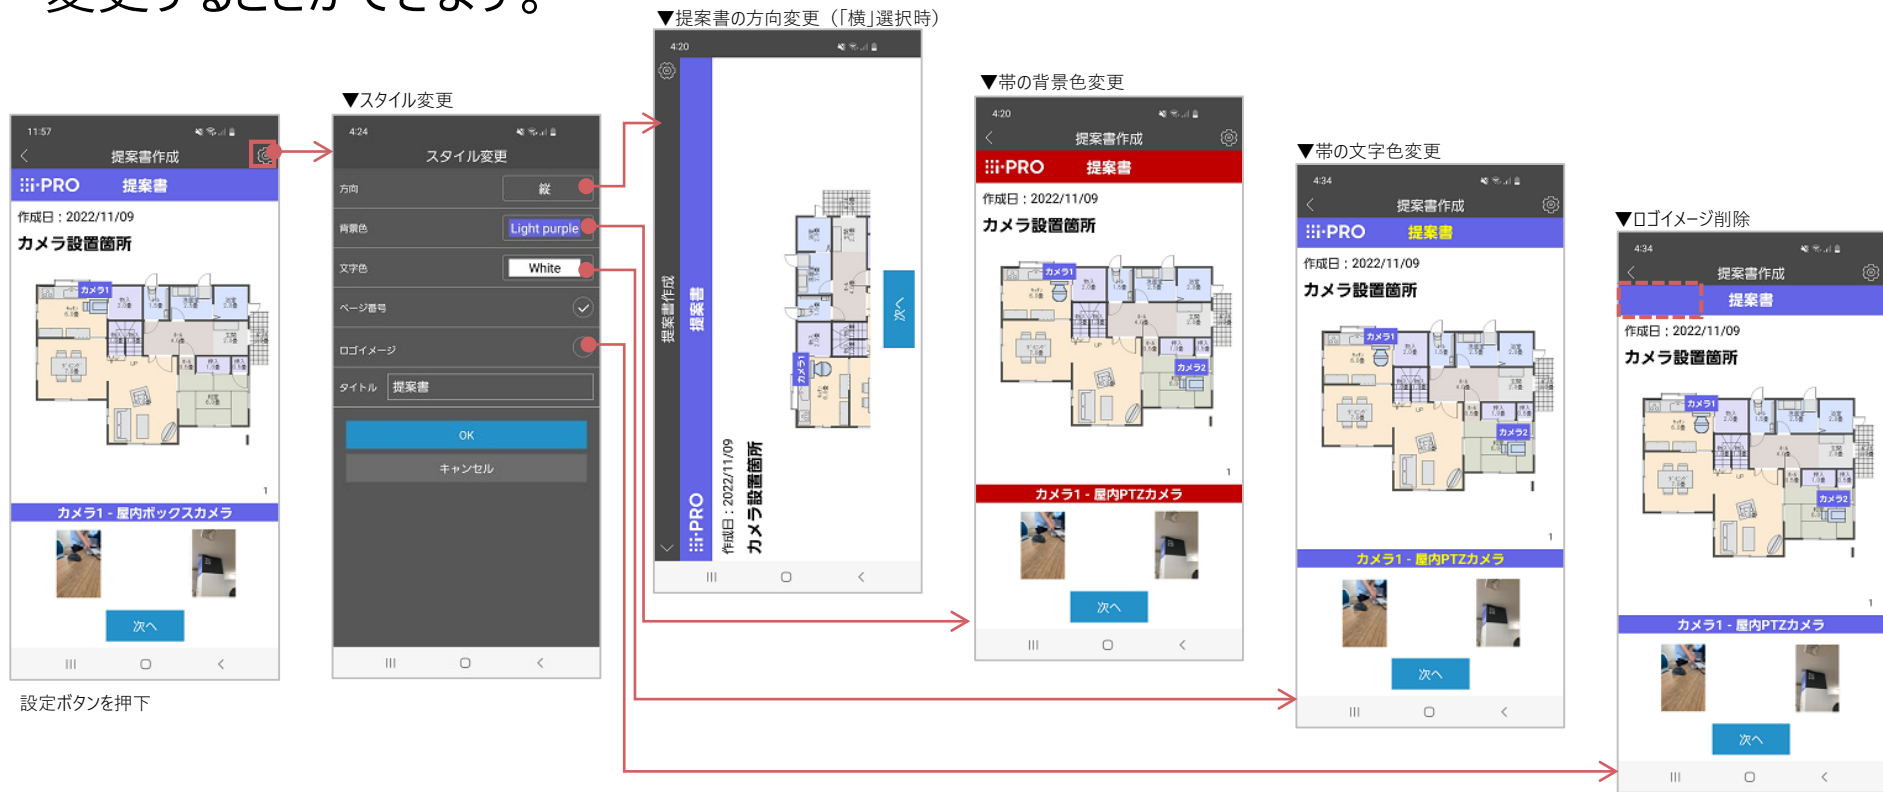 変更することができます。
▼提案書の方向変更（「横」選択時）
▼帯の背景色変更
▼スタイル変更
▼帯の文字色変更
▼ロゴイメージ削除
11:57
提案書作成
i-PRO 提案書
作成日：2022/11/09
カメラ設置箇所
カメラ1
UP
1
カメラ1 - 屋内ボックスカメラ
次へ
設定ボタンを押下
4:24
スタイル変更
方向 縦
背景色 Light purple
文字色 White
ページ番号
ロゴイメージ
タイトル 提案書
OK
キャンセル
4:20
提案書作成
i-PRO 提案書
作成日：2022/11/09
カメラ設置箇所
カメラ1
次へ
4:20
提案書作成
i-PRO 提案書
作成日：2022/11/09
カメラ設置箇所
カメラ1
UP
カメラ2
1
カメラ1 - 屋内PTZカメラ
次へ
4:34
提案書作成
i-PRO 提案書
作成日：2022/11/09
カメラ設置箇所
カメラ1
UP
カメラ2
1
カメラ1 - 屋内PTZカメラ
次へ
4:34
提案書作成
提案書
作成日：2022/11/09
カメラ設置箇所
カメラ1
UP
カメラ2
1
カメラ1 - 屋内PTZカメラ
次へ